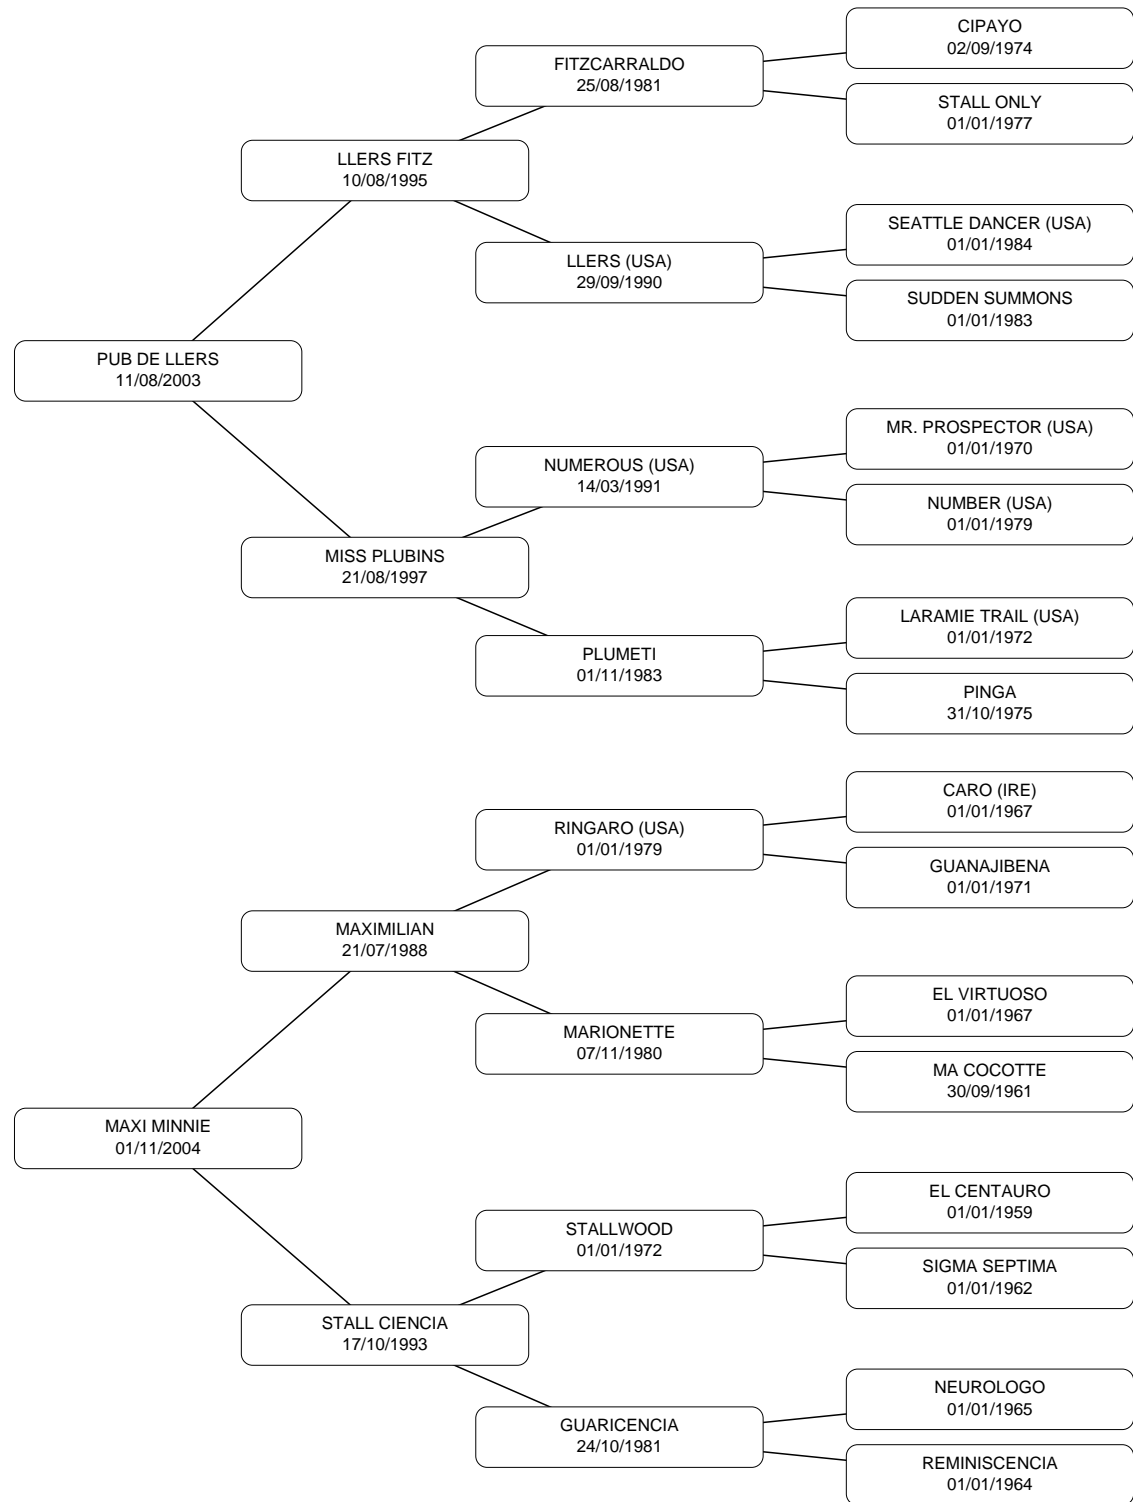 CIPAYO
02/09/1974
FITZCARRALDO
25/08/1981
STALL ONLY
01/01/1977
LLERS FITZ
10/08/1995
SEATTLE DANCER (USA)
01/01/1984
LLERS (USA)
29/09/1990
SUDDEN SUMMONS
01/01/1983
PUB DE LLERS
11/08/2003
MR. PROSPECTOR (USA)
01/01/1970
NUMEROUS (USA)
14/03/1991
NUMBER (USA)
01/01/1979
MISS PLUBINS
21/08/1997
LARAMIE TRAIL (USA)
01/01/1972
PLUMETI
01/11/1983
PINGA
31/10/1975
CARO (IRE)
01/01/1967
RINGARO (USA)
01/01/1979
GUANAJIBENA
01/01/1971
MAXIMILIAN
21/07/1988
EL VIRTUOSO
01/01/1967
MARIONETTE
07/11/1980
MA COCOTTE
30/09/1961
MAXI MINNIE
01/11/2004
EL CENTAURO
01/01/1959
STALLWOOD
01/01/1972
SIGMA SEPTIMA
01/01/1962
STALL CIENCIA
17/10/1993
NEUROLOGO
01/01/1965
GUARICENCIA
24/10/1981
REMINISCENCIA
01/01/1964